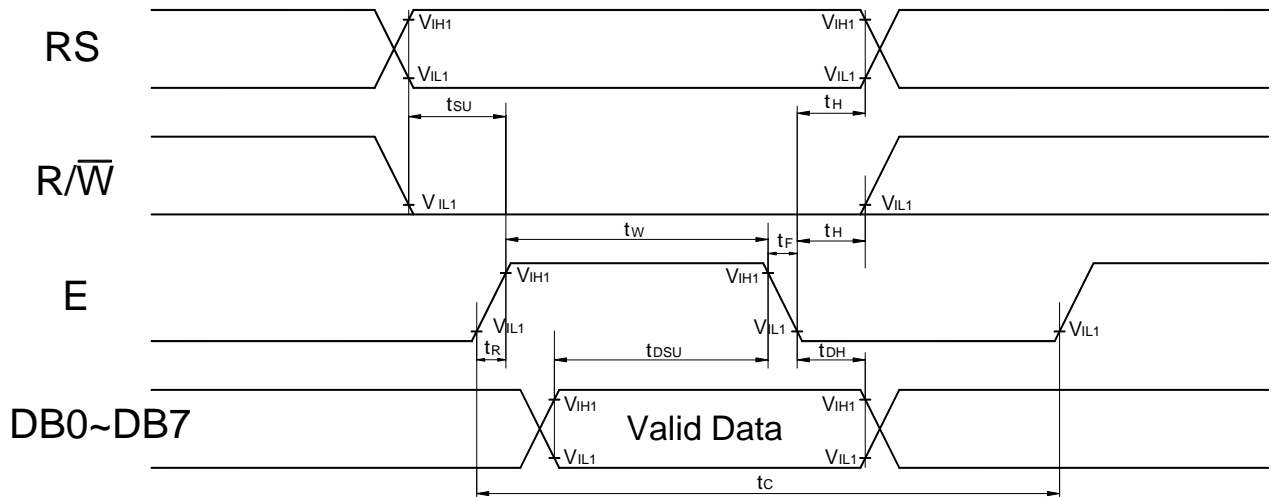 RS
VIH1
VIH1
VIL1
VIL1
tSU
tH
R/W̅
VIL1
VIL1
tW
tF
tH
E
VIH1
VIH1
VIL1
VIL1
VIL1
tR
tDSU
tDH
DB0~DB7
VIH1
Valid Data
VIH1
VIL1
VIL1
tC